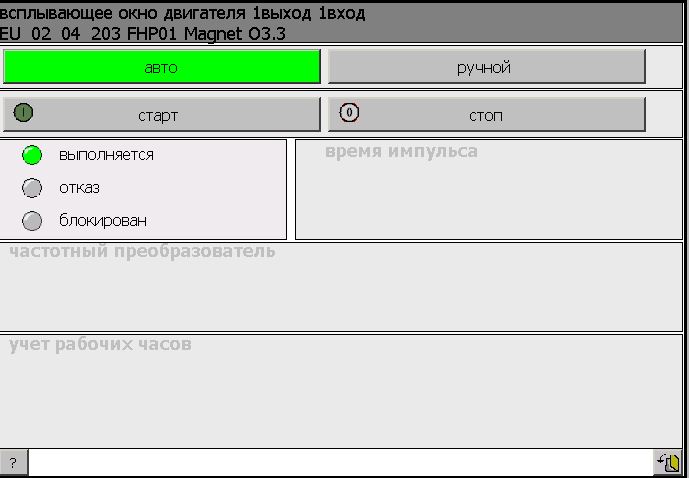 всплывающее окно двигателя 1выход 1вход
EU 02 04 203 FHP01 Magnet O3.3
авто
ручной
старт
стоп
выполняется
отказ
блокирован
время импульса
частотный преобразователь
учет рабочих часов
?